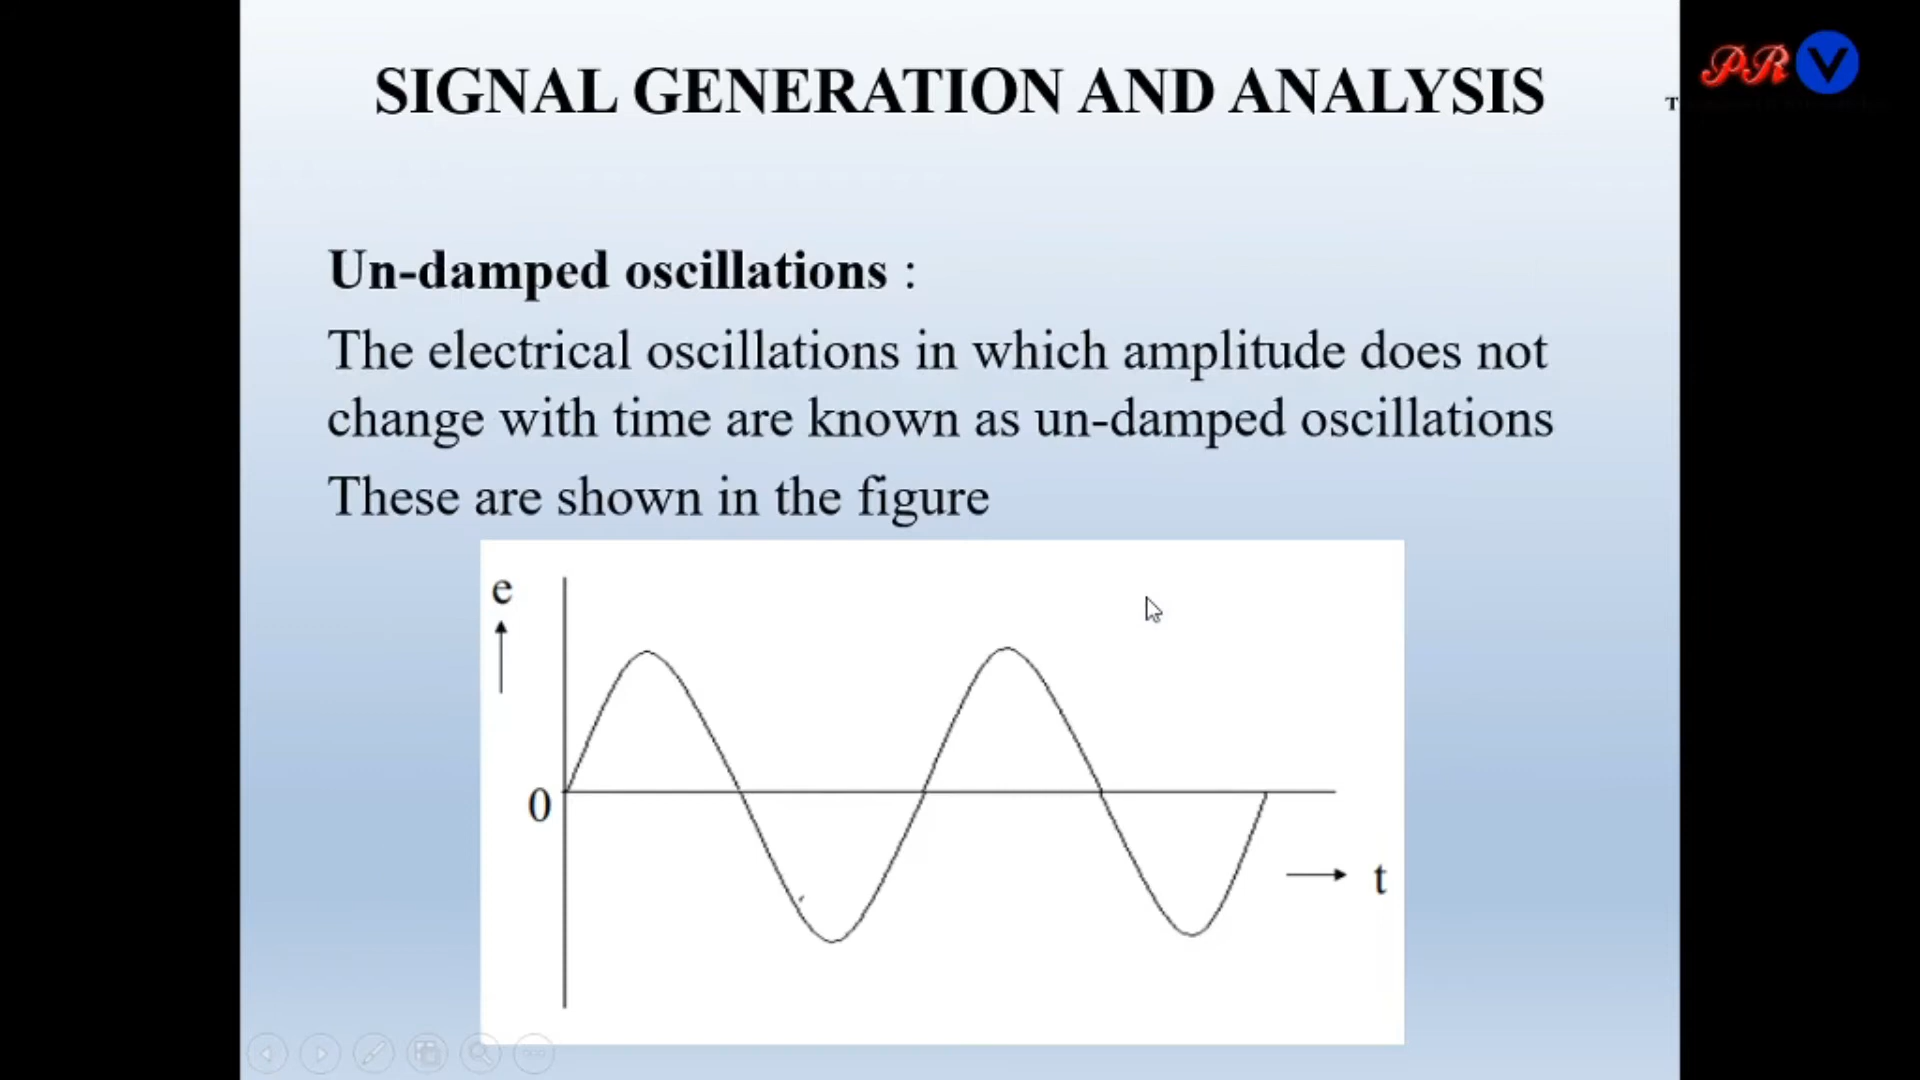 SIGNAL GENERATION AND ANALYSIS
PR V
T
Un-damped oscillations :
The electrical oscillations in which amplitude does not
change with time are known as un-damped oscillations
These are shown in the figure
e
0
t